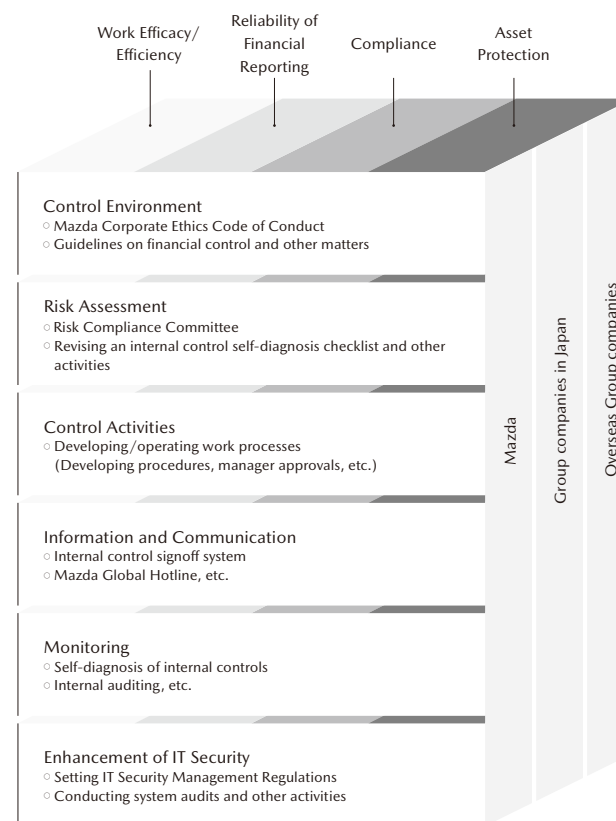 Work Efficacy/
Efficiency
Reliability of
Financial
Reporting
Compliance
Asset
Protection
Control Environment
Mazda Corporate Ethics Code of Conduct
Guidelines on financial control and other matters
Risk Assessment
Risk Compliance Committee
Revising an internal control self-diagnosis checklist and other
activities
Control Activities
Developing/operating work processes
(Developing procedures, manager approvals, etc.)
Information and Communication
Internal control signoff system
Mazda Global Hotline, etc.
Monitoring
Self-diagnosis of internal controls
Internal auditing, etc.
Enhancement of IT Security
Setting IT Security Management Regulations
Conducting system audits and other activities
Mazda
Group companies in Japan
Overseas Group companies